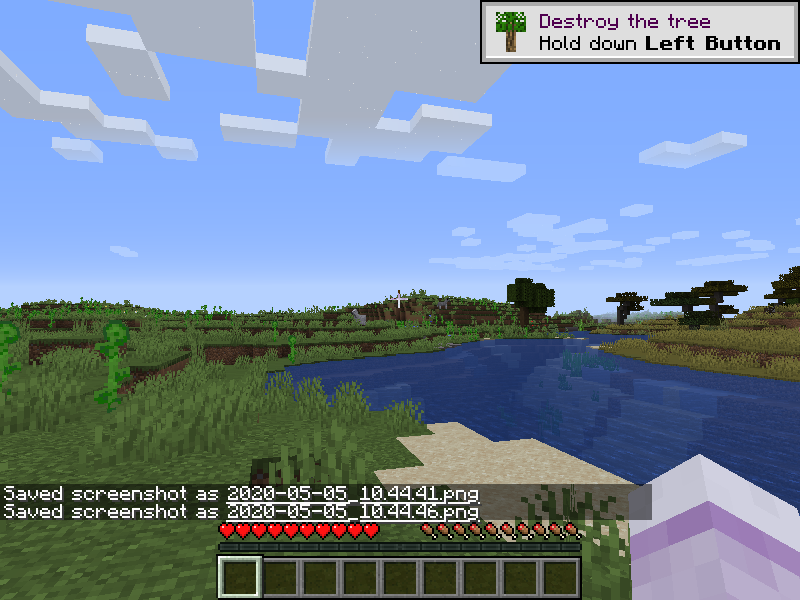 Destroy the tree
Hold down Left Button
Saved screenshot as 2020-05-05_10.44.41.png
Saved screenshot as 2020-05-05_10.44.46.png